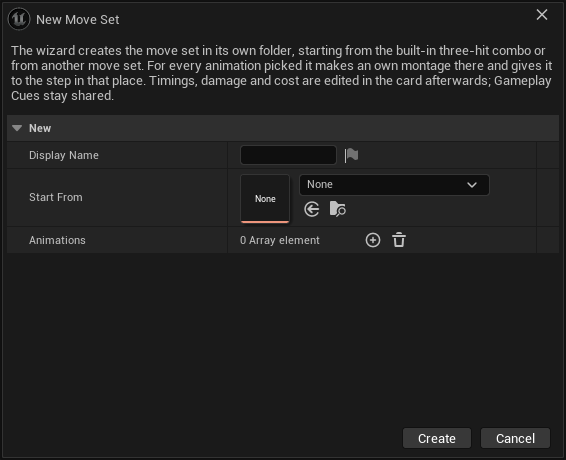 New Move Set
The wizard creates the move set in its own folder, starting from the built-in three-hit combo or
from another move set. For every animation picked it makes an own montage there and gives it
to the step in that place. Timings, damage and cost are edited in the card afterwards; Gameplay
Cues stay shared.
New
Display Name
Start From
None
None
Animations
0 Array element
Create
Cancel